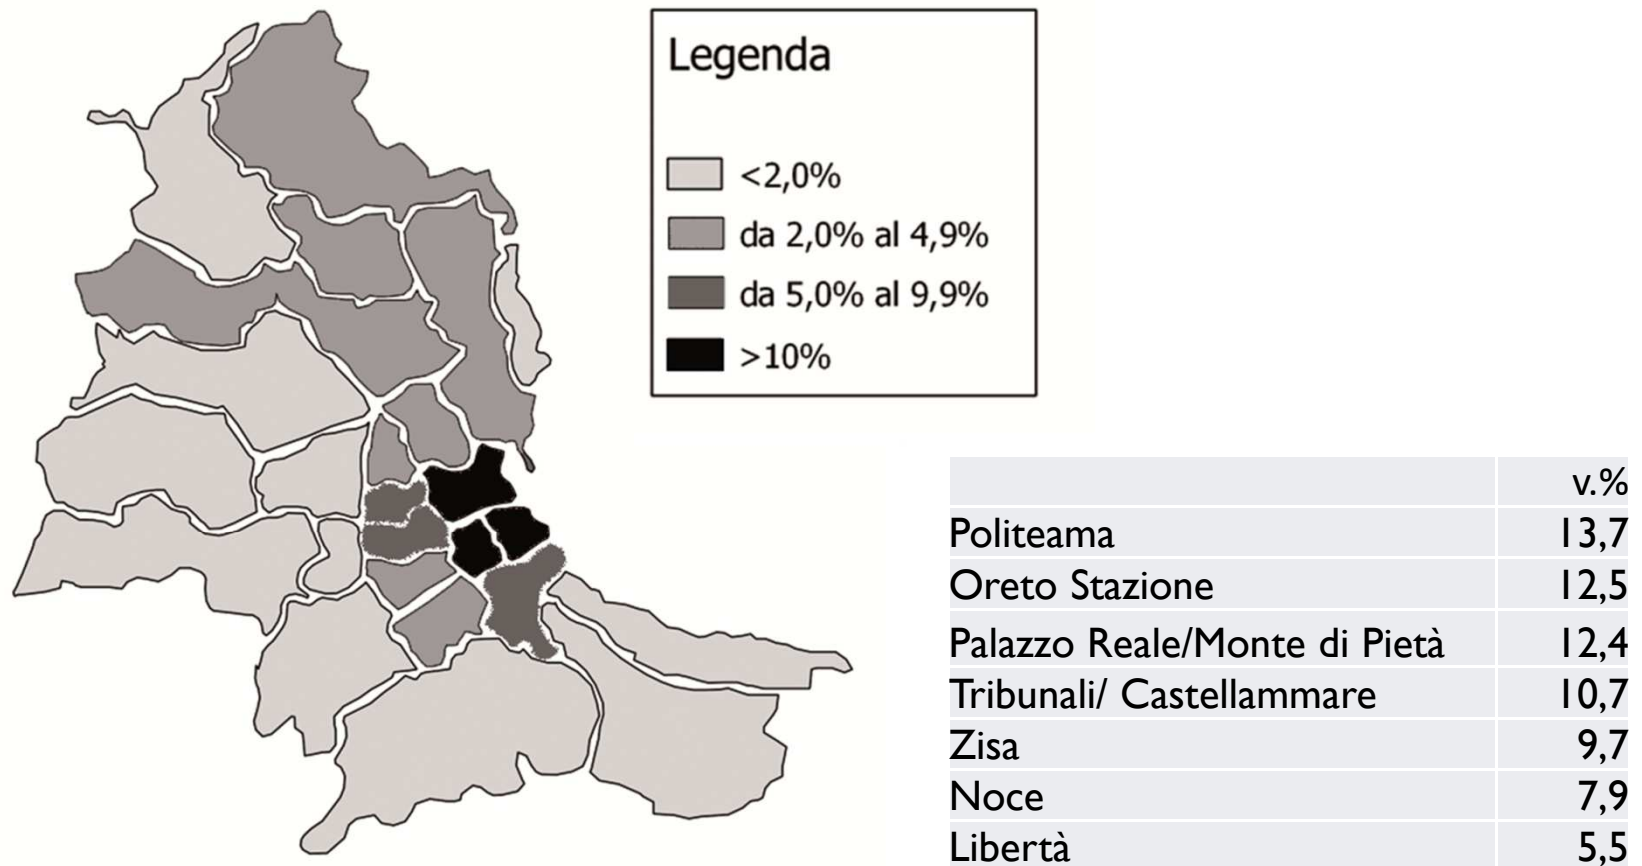 Legenda
<2,0%
da 2,0% al 4,9%
da 5,0% al 9,9%
>10%
v.%
Politeama 13,7
Oreto Stazione 12,5
Palazzo Reale/Monte di Pietà 12,4
Tribunali/ Castellammare 10,7
Zisa 9,7
Noce 7,9
Libertà 5,5